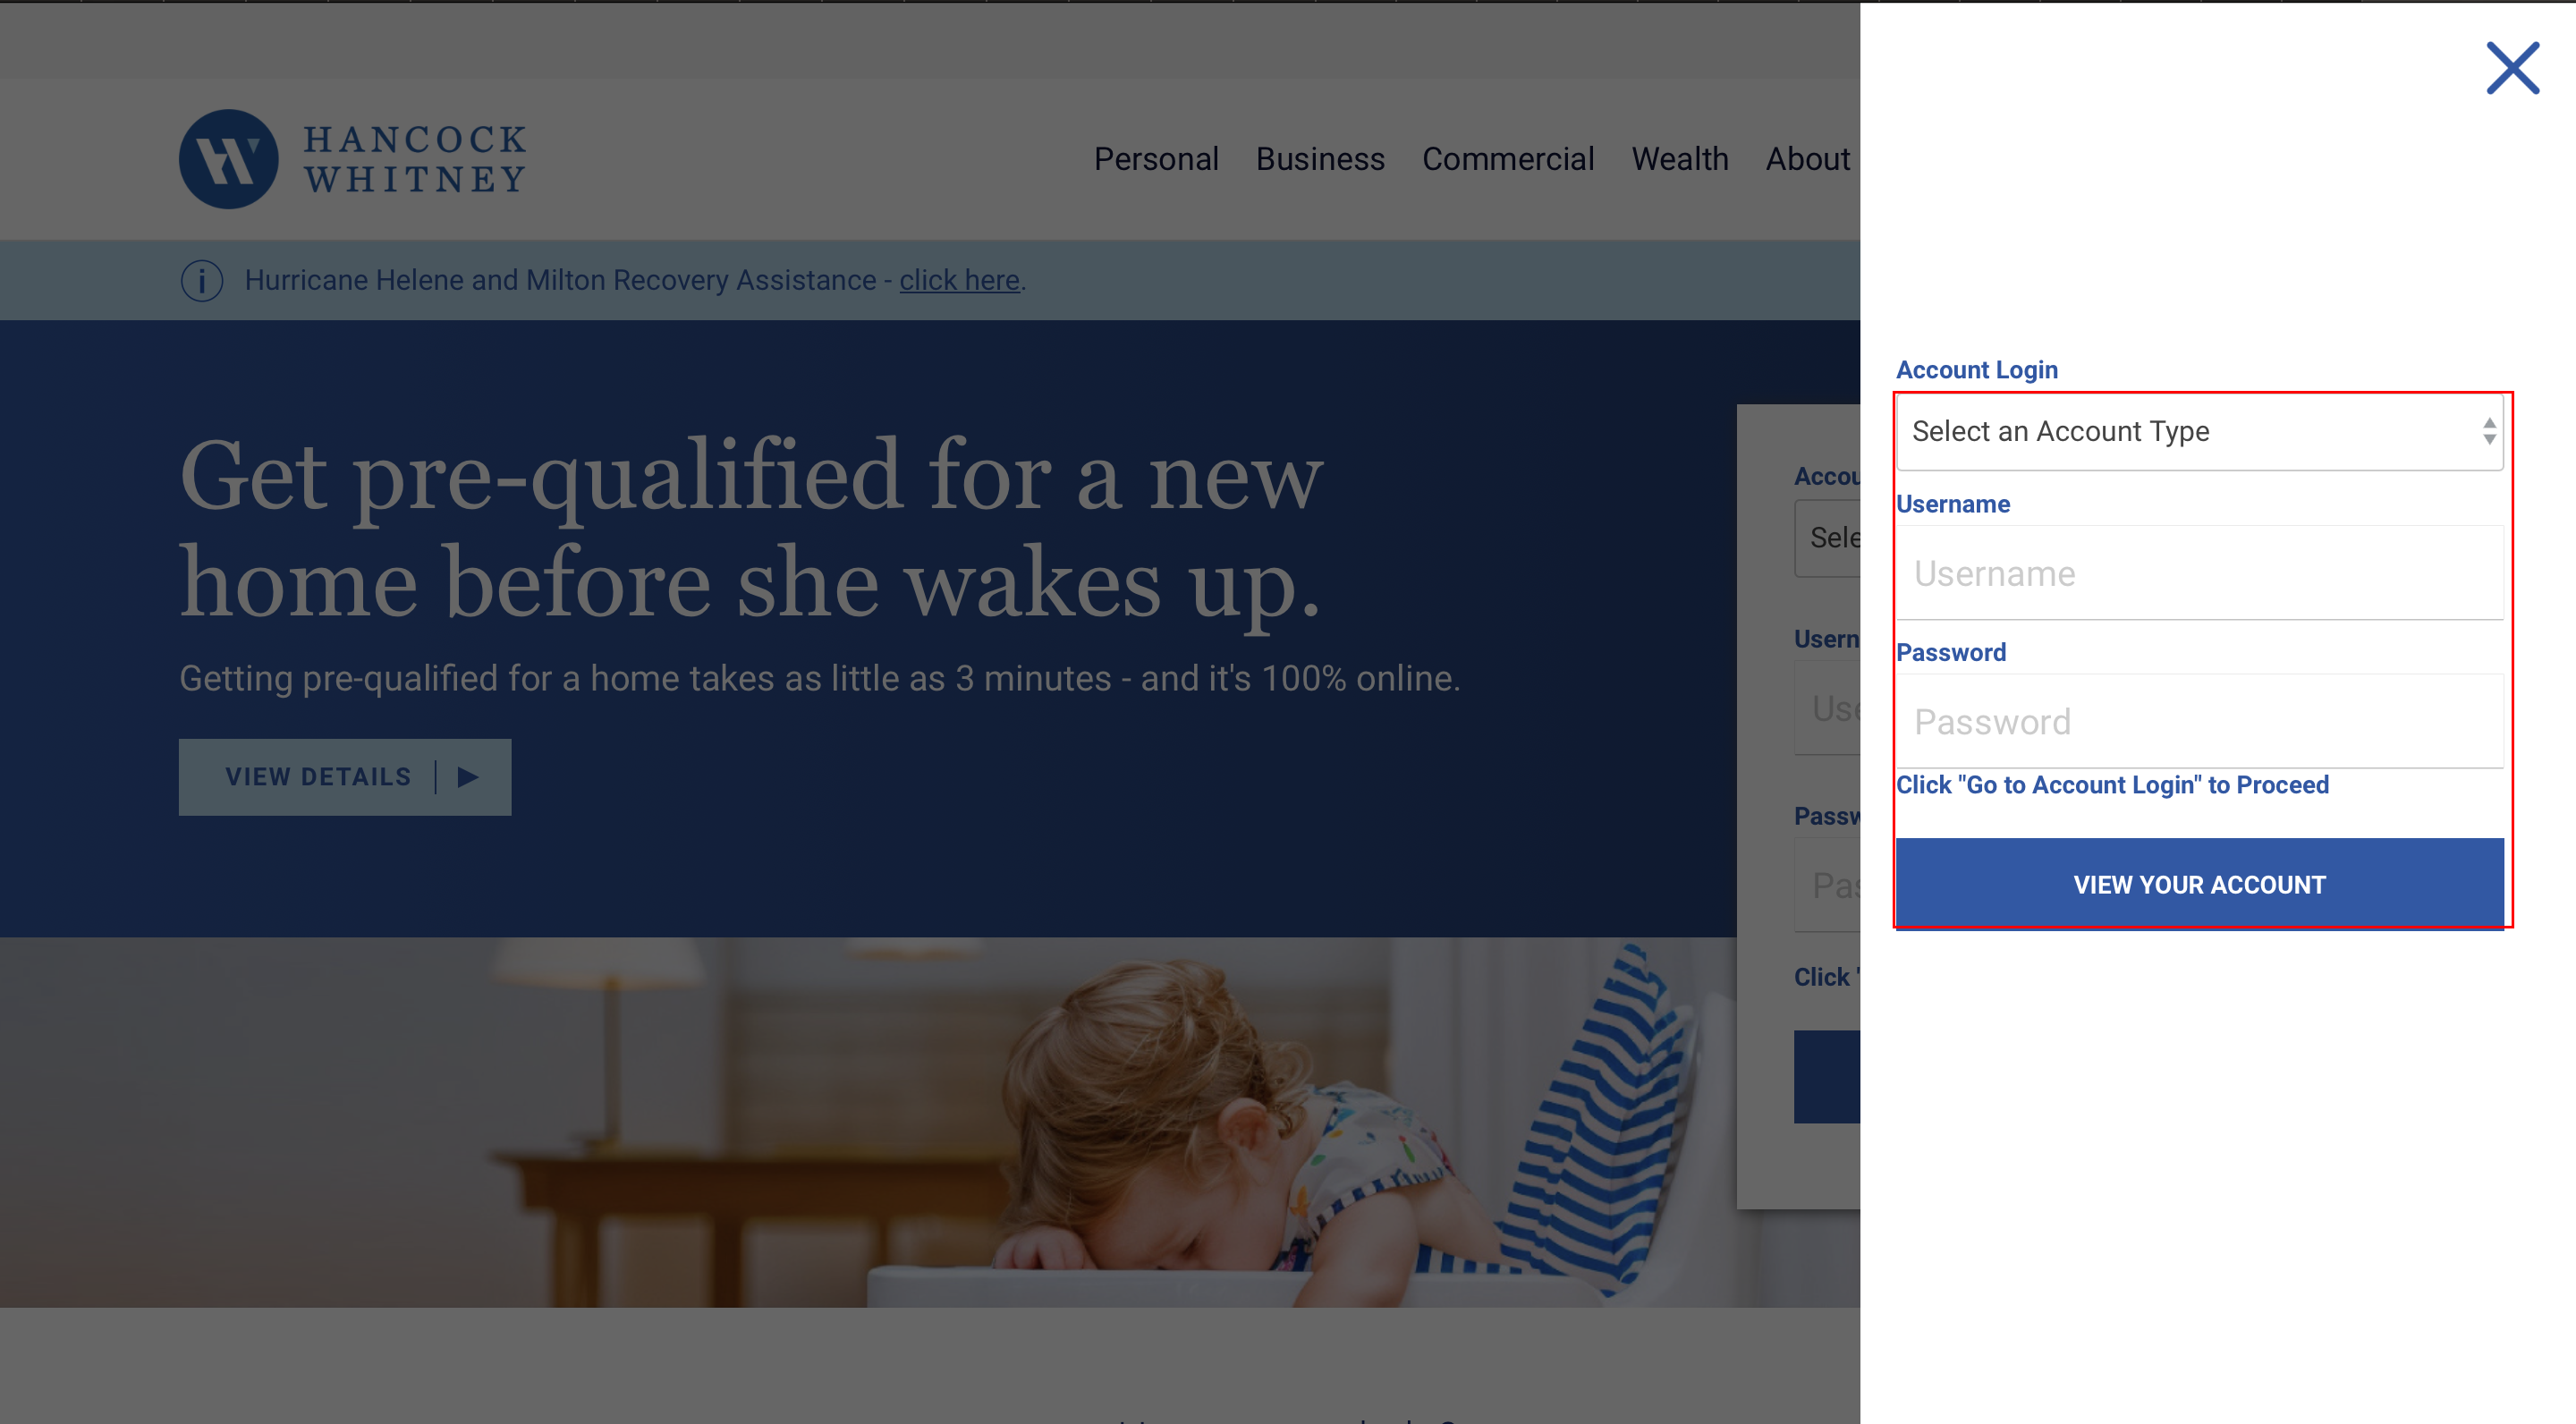 HANCOCK
WHITNEY
Personal Business Commercial Wealth About
Hurricane Helene and Milton Recovery Assistance - click here.
Get pre-qualified for a new
home before she wakes up.
Getting pre-qualified for a home takes as little as 3 minutes - and it's 100% online.
VIEW DETAILS
Accou
Sele
Usern
Use
Passw
Pas
Click "
Account Login
Select an Account Type
Username
Username
Password
Password
Click "Go to Account Login" to Proceed
VIEW YOUR ACCOUNT